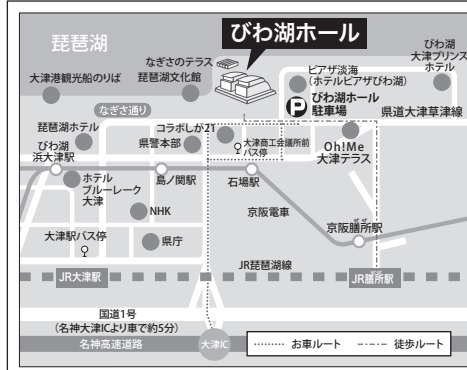 琵琶湖
びわ湖ホール
びわ湖
大津プリンス
ホテル
なぎさのテラス
琵琶湖文化館
大津港観光船のりば
ピアザ淡海
(ホテルピアザびわ湖)
P
びわ湖ホール
駐車場
県道大津草津線
なぎさ通り
琵琶湖ホテル
コラボしが21
県警本部
大津商工会議所前
バス停
Oh!Me
大津テラス
びわ湖
浜大津駅
ホテル
ブルーレーク
大津
島ノ関駅
石場駅
NHK
京阪電車
ぜぜ
京阪膳所駅
大津駅バス停
県庁
JR琵琶湖線
JR大津駅
ぜぜ
JR膳所駅
国道1号
(名神大津ICより車で約5分)
名神高速道路
大津IC
お車ルート
徒歩ルート